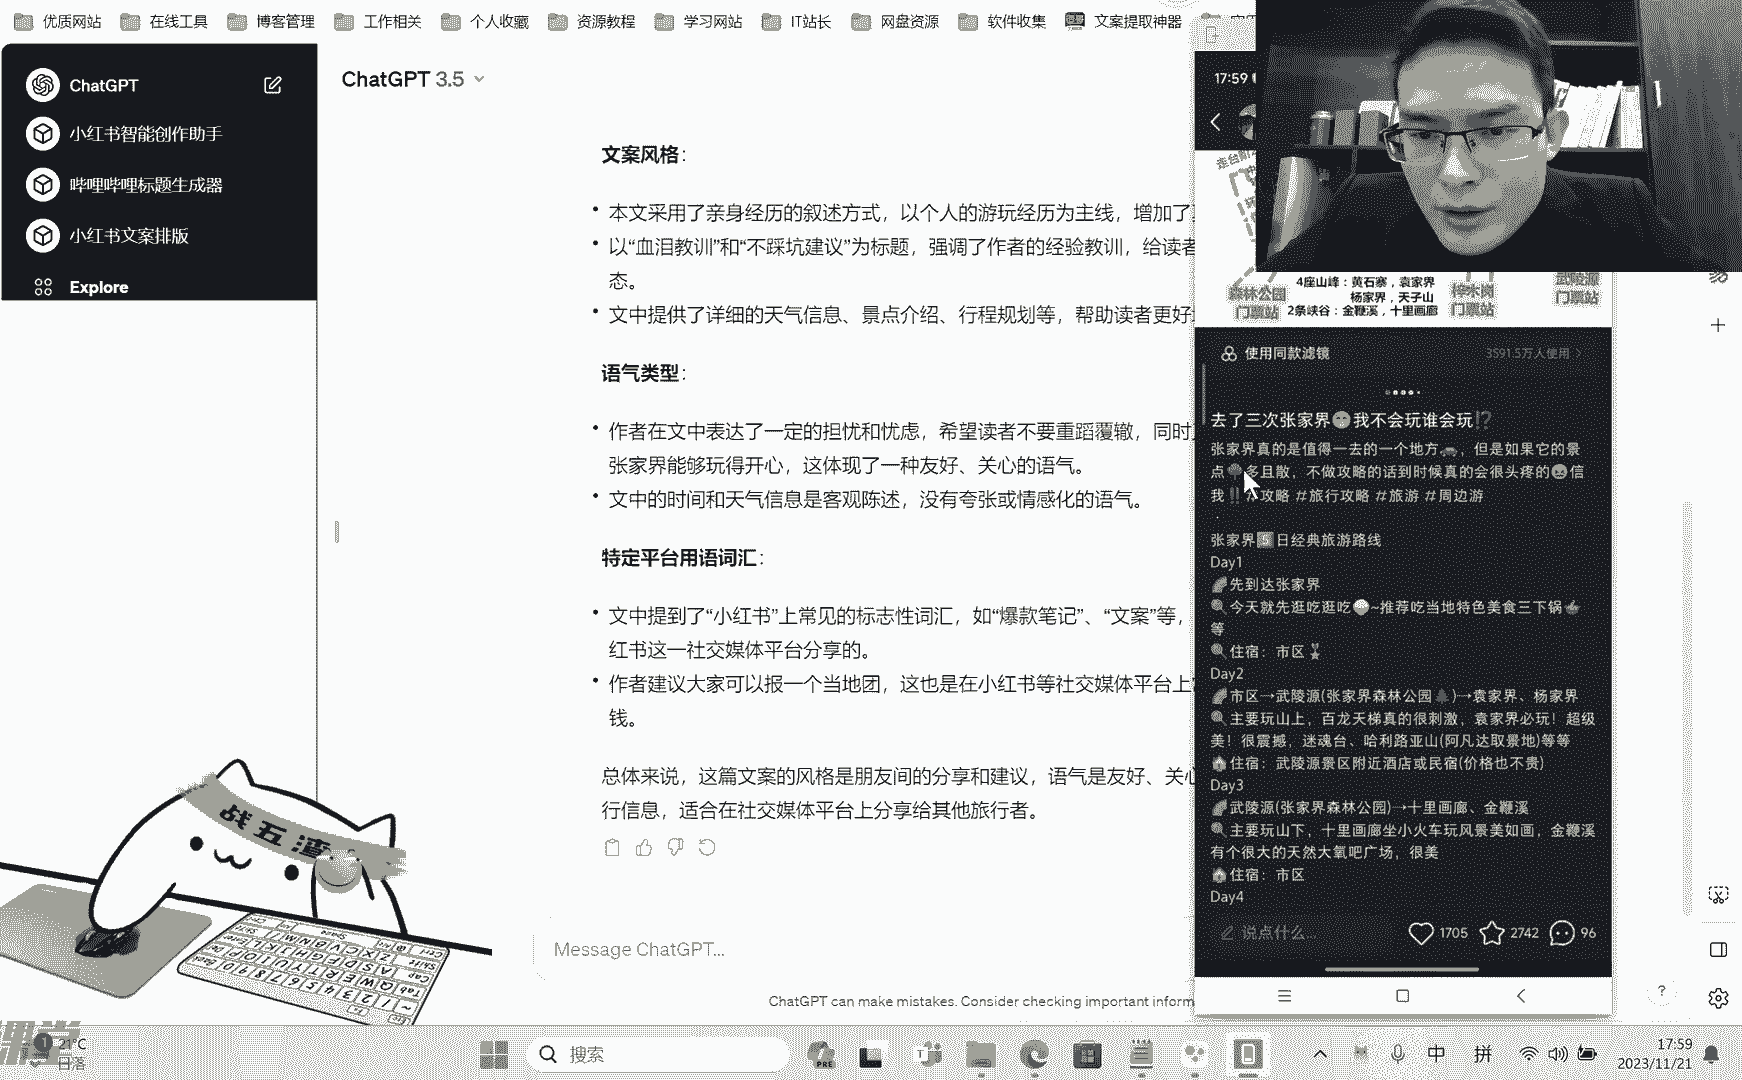 优质网站
在线工具
博客管理
工作相关
个人收藏
资源教程
学习网站
IT站长
网盘资源
软件收集
文案提取神器
ChatGPT
小红书智能创作助手
哔哩哔哩标题生成器
小红书文案排版
Explore
ChatGPT 3.5
文案风格：
• 本文采用了亲身经历的叙述方式，以个人的游玩经历为主线，增加了
• 以“血泪教训”和“不踩坑建议”为标题，强调了作者的经验教训，给读者
态。
• 文中提供了详细的天气信息、景点介绍、行程规划等，帮助读者更好
语气类型：
• 作者在文中表达了一定的担忧和忧虑，希望读者不要重蹈覆辙，同时
张家界能够玩得开心，这体现了一种友好、关心的语气。
• 文中的时间和天气信息是客观陈述，没有夸张或情感化的语气。
特定平台用语词汇：
• 文中提到了“小红书”上常见的标志性词汇，如“爆款笔记”、“文案”等，
红书这一社交媒体平台分享的。
• 作者建议大家可以报一个当地团，这也是在小红书等社交媒体平台上
钱。
总体来说，这篇文案的风格是朋友间的分享和建议，语气是友好、关心
行信息，适合在社交媒体平台上分享给其他旅行者。
Message ChatGPT...
ChatGPT can make mistakes. Consider checking important inform
17:59
森林公园
门票站
4座山峰：黄石寨，袁家界
杨家界，天子山
2条峡谷：金鞭溪，十里画廊
梓木岗
门票站
武陵源
门票站
使用同款滤镜
3591.5万人使用
去了三次张家界😶我不会玩谁会玩⁉️
张家界真的是值得一去的一个地方🚗，但是如果它的景
点🌳多且散，不做攻略的话到时候真的会很头疼的😡信
我‼️ #攻略 #旅行攻略 #旅游 #周边游
张家界5️⃣日经典旅游路线
Day1
🌈先到达张家界
🔍今天就先逛吃逛吃🍚~推荐吃当地特色美食三下锅🍲
等
🔍住宿：市区
Day2
🌈市区→武陵源(张家界森林公园🌲)→袁家界、杨家界
🔍主要玩山上，百龙天梯真的很刺激，袁家界必玩！超级
美！很震撼，迷魂台、哈利路亚山(阿凡达取景地)等等
🏠住宿：武陵源景区附近酒店或民宿(价格也不贵)
Day3
🌈武陵源(张家界森林公园)→十里画廊、金鞭溪
🔍主要玩山下，十里画廊坐小火车玩风景美如画，金鞭溪
有个很大的天然大氧吧广场，很美
🏠住宿：市区
Day4
说点什么...
1705
2742
96
战五渣
21°C
日落
搜索
中
拼
17:59
2023/11/21